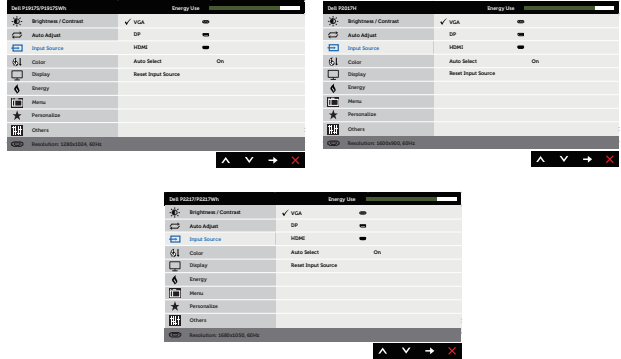 Dell P1917S/P1917SWh Energy Use
Brightness / Contrast VGA
Auto Adjust DP
Input Source HDMI
Color Auto Select On
Display Reset Input Source
Energy
Menu
Personalize
Others
Resolution: 1280x1024, 60Hz
Dell P2017H Energy Use
Brightness / Contrast VGA
Auto Adjust DP
Input Source HDMI
Color Auto Select On
Display Reset Input Source
Energy
Menu
Personalize
Others
Resolution: 1600x900, 60Hz
Dell P2217/P2217Wh Energy Use
Brightness / Contrast VGA
Auto Adjust DP
Input Source HDMI
Color Auto Select On
Display Reset Input Source
Energy
Menu
Personalize
Others
Resolution: 1680x1050, 60Hz